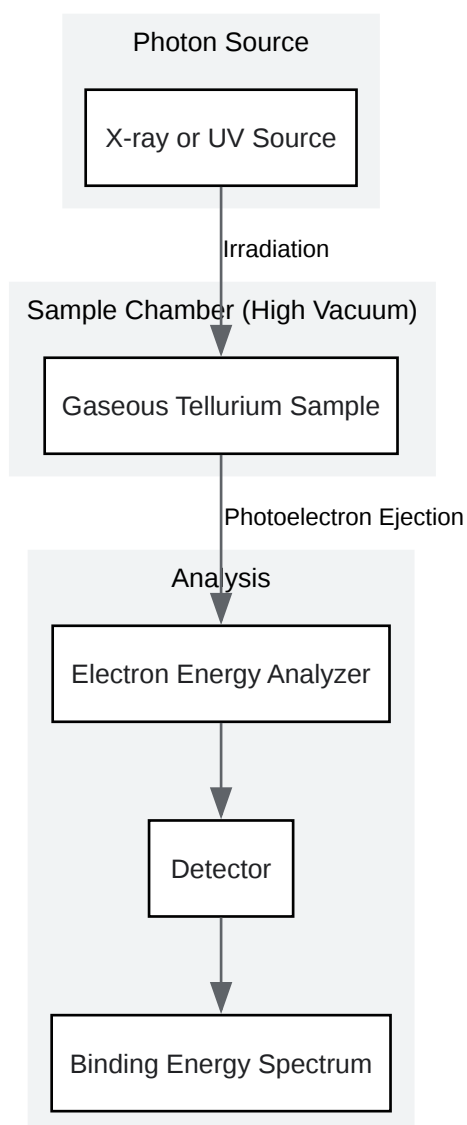 Photon Source
X-ray or UV Source
Irradiation
Sample Chamber (High Vacuum)
Gaseous Tellurium Sample
Photoelectron Ejection
Analysis
Electron Energy Analyzer
Detector
Binding Energy Spectrum